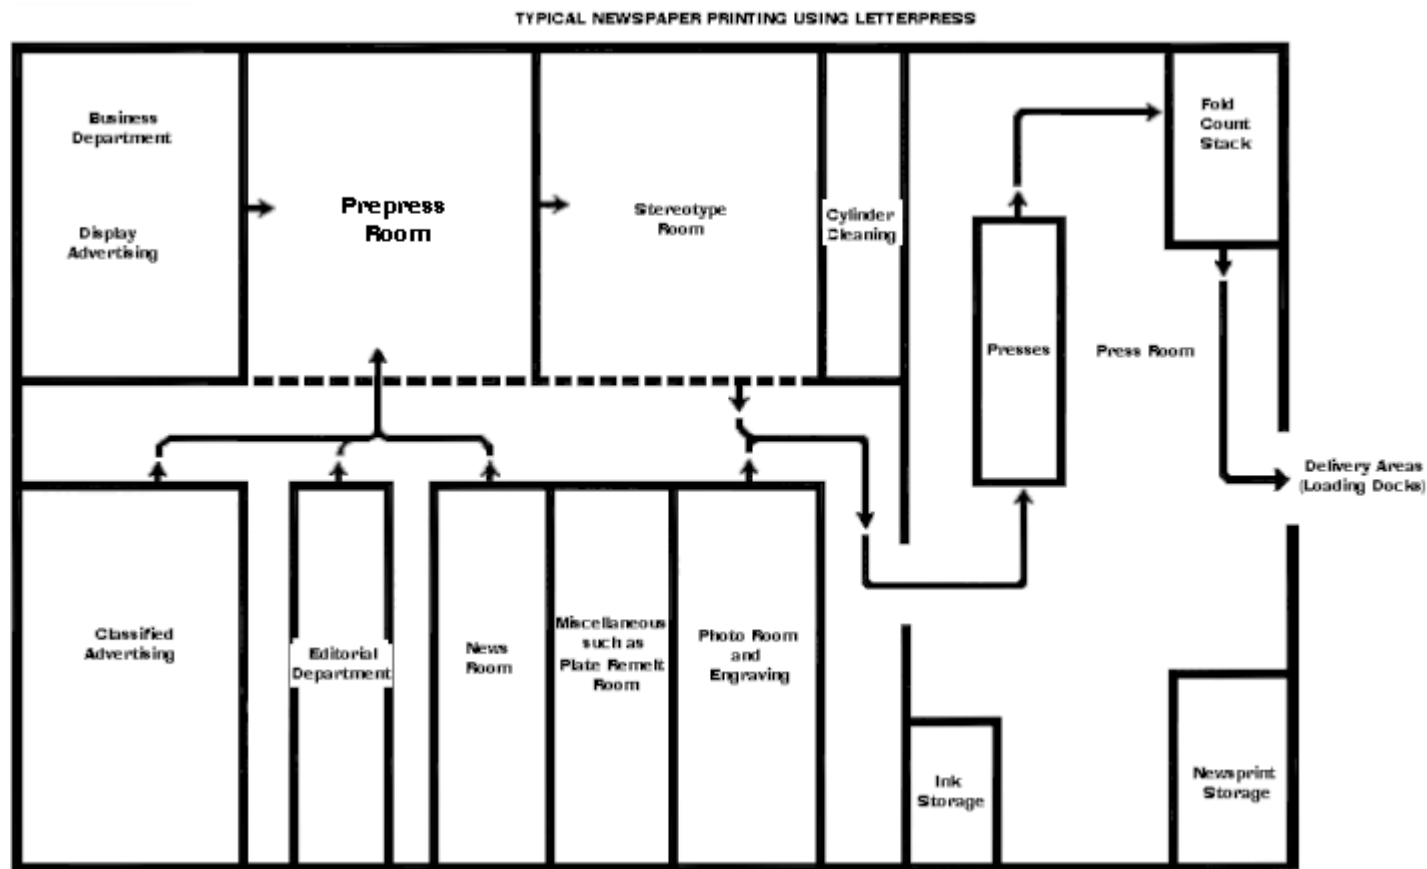 TYPICAL NEWSPAPER PRINTING USING LETTERPRESS
Business
Department
Display
Advertising
Prepress
Room
Stereotype
Room
Cylinder
Cleaning
Fold
Count
Stack
Presses
Press Room
Delivery Areas
(Loading Docks)
Classified
Advertising
Editorial
Department
News
Room
Miscellaneous
such as
Plate Remelt
Room
Photo Room
and
Engraving
Ink
Storage
Newsprint
Storage